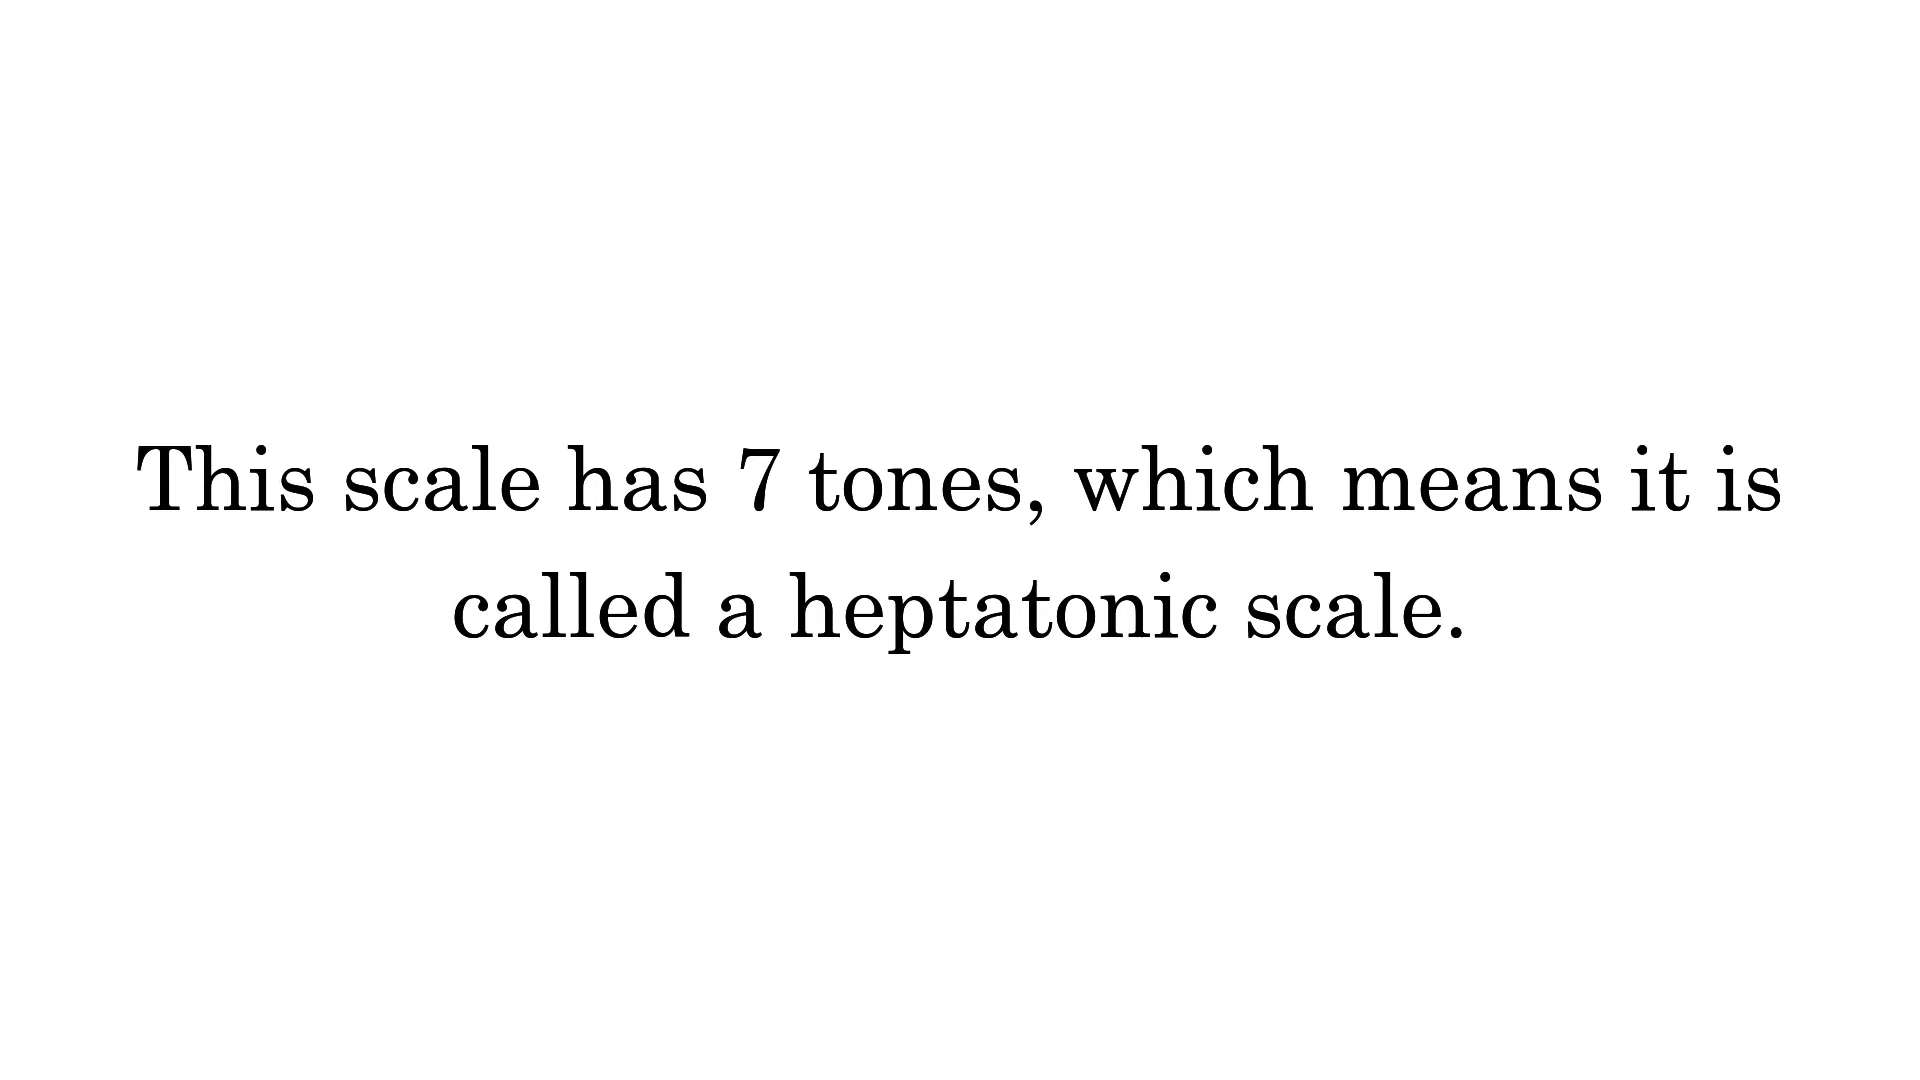 This scale has 7 tones, which means it is
called a heptatonic scale.